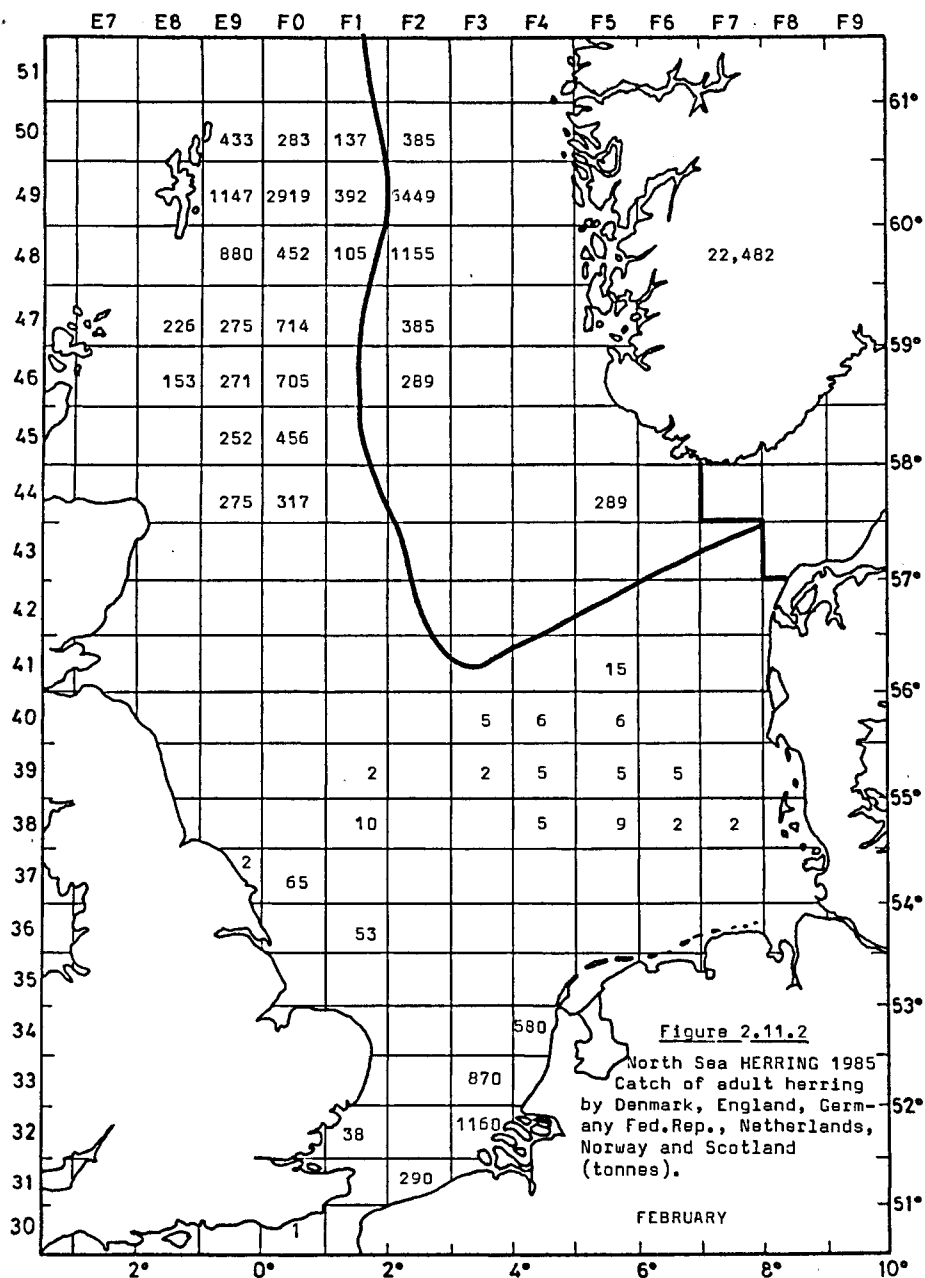 E7 E8 E9 F0 F1 F2 F3 F4 F5 F6 F7 F8 F9
51
61°
50 433 283 137 385
49 1147 2919 392 6449
60°
48 880 452 105 1155 22,482
47 226 275 714 385
59°
46 153 271 705 289
45 252 456
58°
44 275 317 289
43
57°
42
41 15
56°
40 5 6 6
39 2 2 5 5 5
55°
38 10 5 9 2 2
37 2 65
54°
36 53
35
53°
34 580
Figure 2.11.2
North Sea HERRING 1985
33 870
Catch of adult herring
by Denmark, England, Germ-
52°
32 38 1160
any Fed.Rep., Netherlands,
Norway and Scotland
(tonnes).
31 290
51°
30 1
FEBRUARY
2° 0° 2° 4° 6° 8° 10°